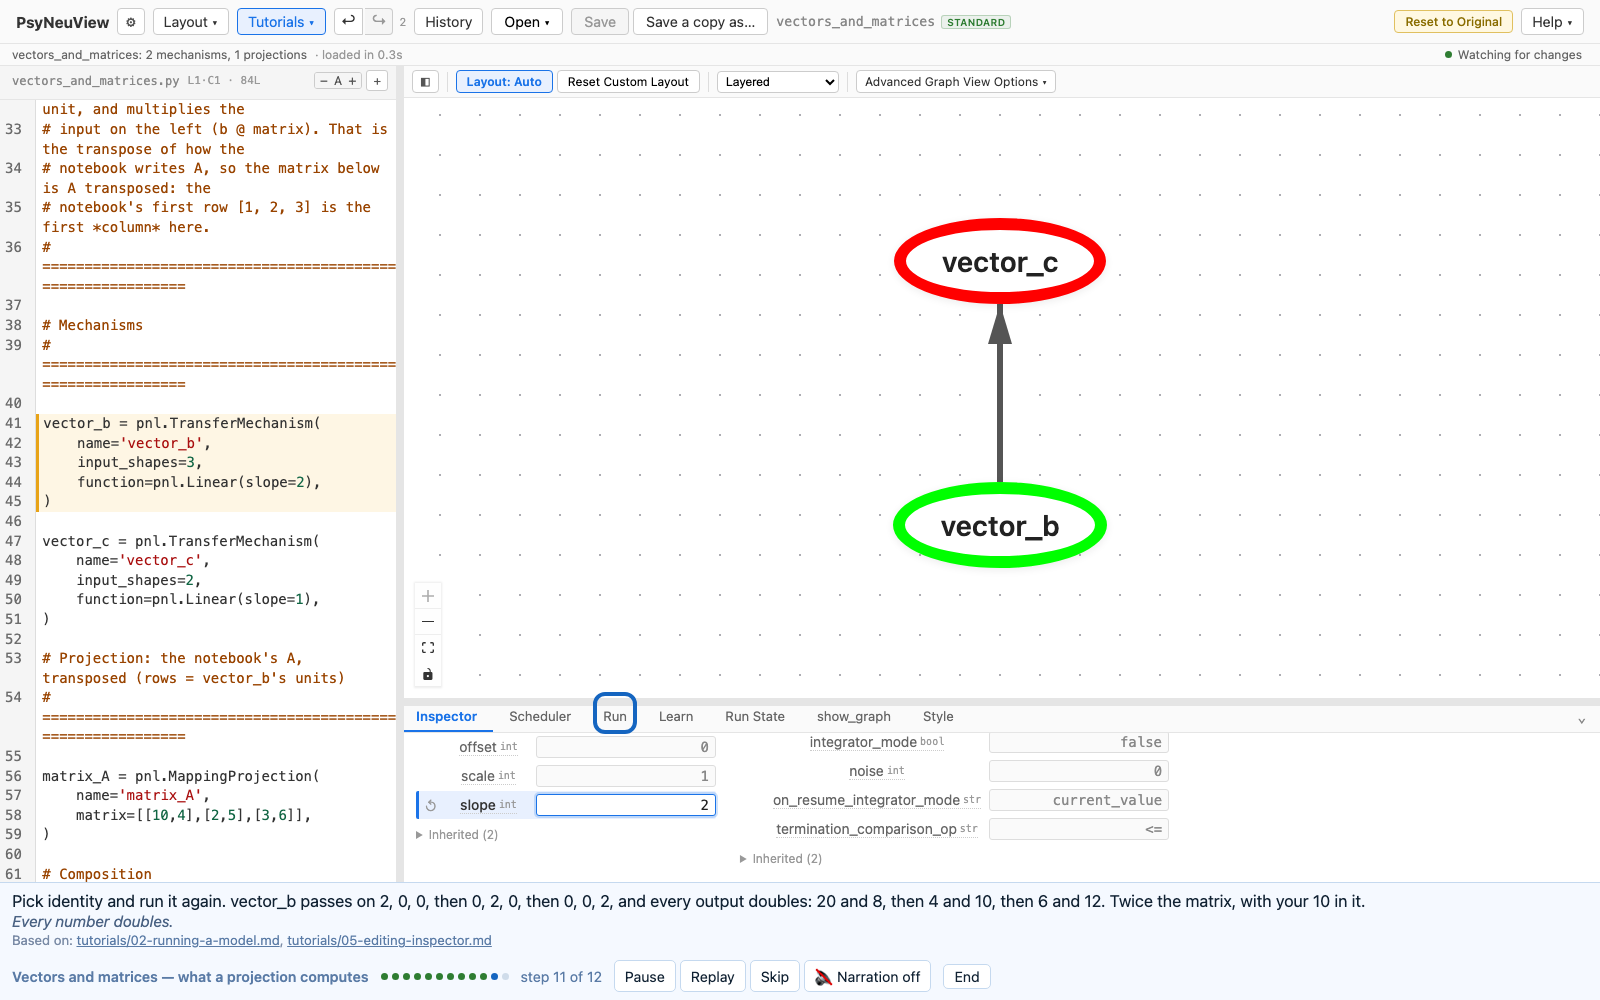 PsyNeuView
Layout ▾
Tutorials ▾
2
History
Open ▾
Save
Save a copy as...
vectors_and_matrices
STANDARD
Reset to Original
Help ▾
vectors_and_matrices: 2 mechanisms, 1 projections · loaded in 0.3s
Watching for changes
vectors_and_matrices.py L1·C1 · 84L
− A +
+
Layout: Auto
Reset Custom Layout
Layered
Advanced Graph View Options ▾
unit, and multiplies the
33 # input on the left (b @ matrix). That is
the transpose of how the
34 # notebook writes A, so the matrix below
is A transposed: the
35 # notebook's first row [1, 2, 3] is the
first *column* here.
36 #
==========================================
=================
37
38 # Mechanisms
39 #
==========================================
=================
40
41 vector_b = pnl.TransferMechanism(
42 name='vector_b',
43 input_shapes=3,
44 function=pnl.Linear(slope=2),
45 )
46
47 vector_c = pnl.TransferMechanism(
48 name='vector_c',
49 input_shapes=2,
50 function=pnl.Linear(slope=1),
51 )
52
53 # Projection: the notebook's A,
transposed (rows = vector_b's units)
54 #
==========================================
=================
55
56 matrix_A = pnl.MappingProjection(
57 name='matrix_A',
58 matrix=[[10,4],[2,5],[3,6]],
59 )
60
61 # Composition
vector_c
vector_b
Inspector
Scheduler
Run
Learn
Run State
show_graph
Style
offset int 0
scale int 1
slope int 2
▶ Inherited (2)
integrator_mode bool false
noise int 0
on_resume_integrator_mode str current_value
termination_comparison_op str <=
▶ Inherited (2)
Pick identity and run it again. vector_b passes on 2, 0, 0, then 0, 2, 0, then 0, 0, 2, and every output doubles: 20 and 8, then 4 and 10, then 6 and 12. Twice the matrix, with your 10 in it.
Every number doubles.
Based on: tutorials/02-running-a-model.md, tutorials/05-editing-inspector.md
Vectors and matrices — what a projection computes
step 11 of 12
Pause
Replay
Skip
Narration off
End